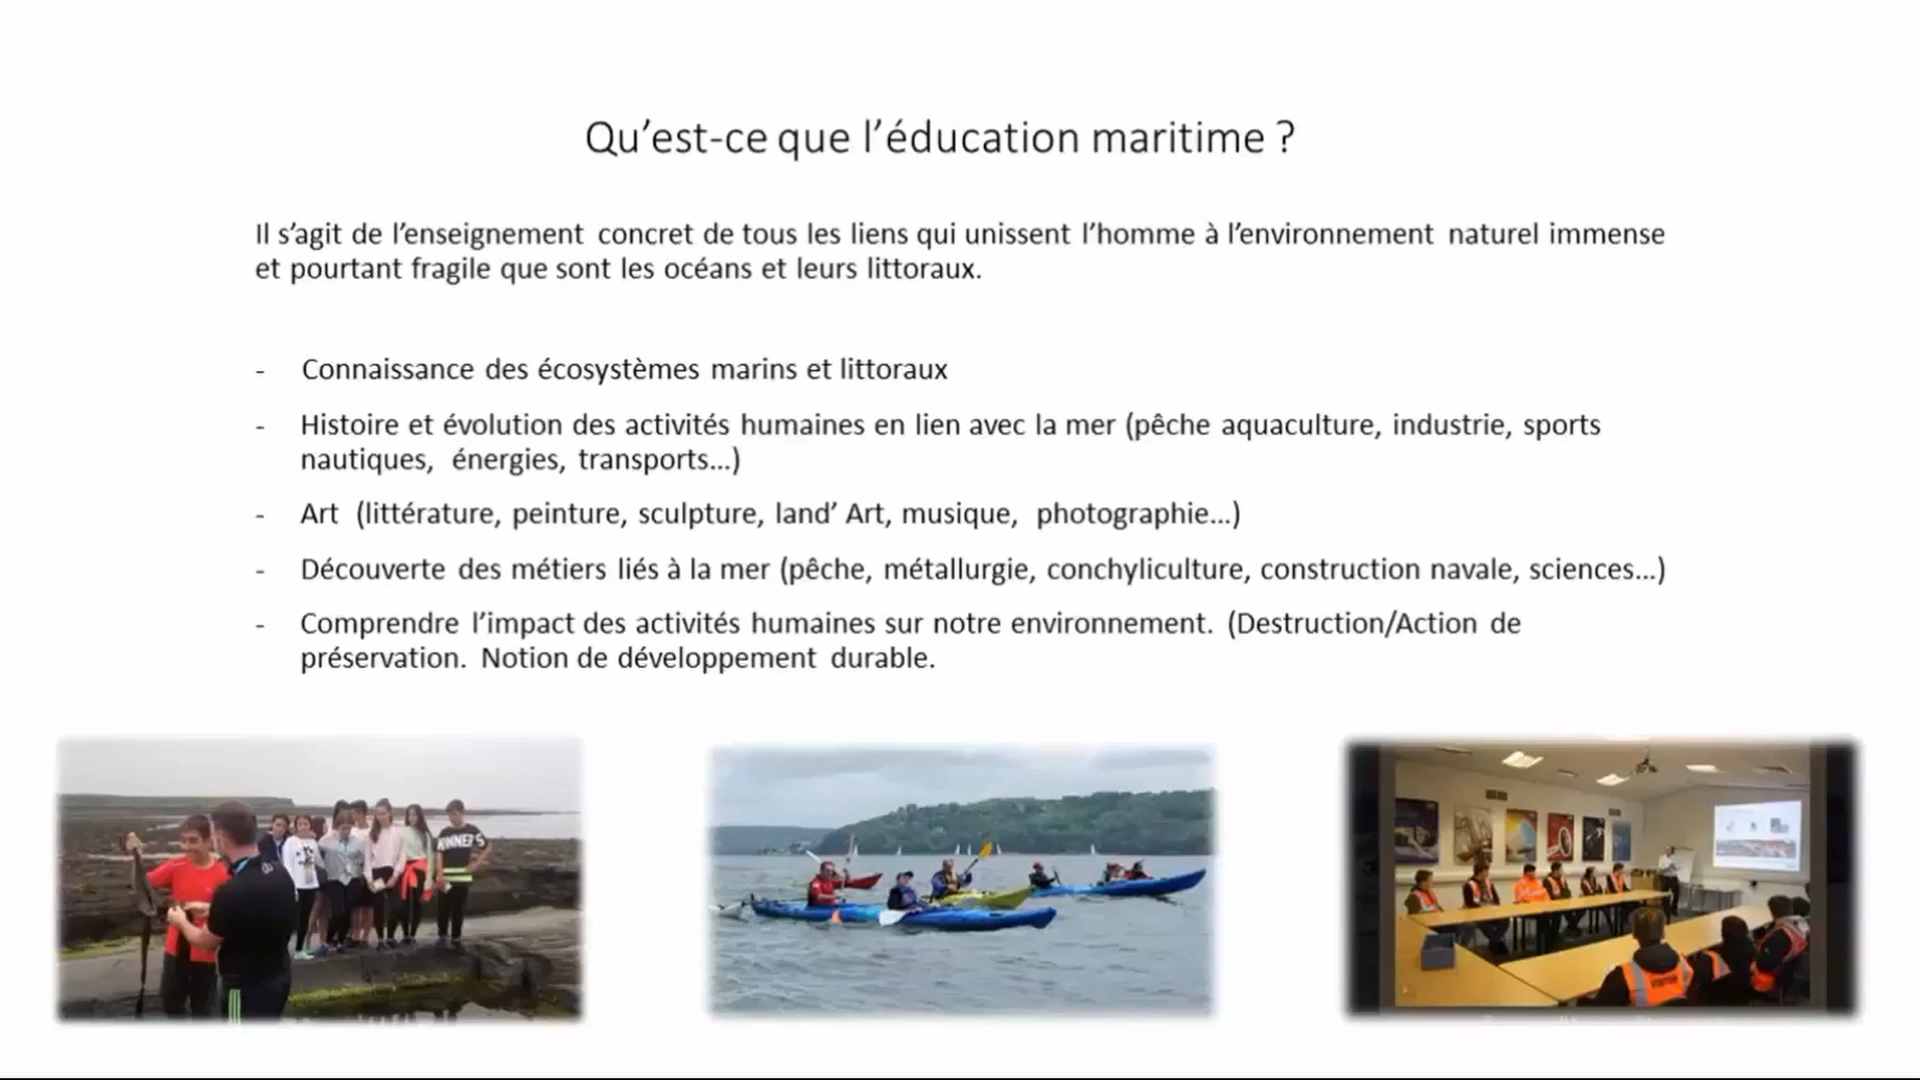 Qu’est-ce que l’éducation maritime ?
Il s’agit de l’enseignement concret de tous les liens qui unissent l’homme à l’environnement naturel immense
et pourtant fragile que sont les océans et leurs littoraux.
- Connaissance des écosystèmes marins et littoraux
- Histoire et évolution des activités humaines en lien avec la mer (pêche aquaculture, industrie, sports
nautiques, énergies, transports…)
- Art (littérature, peinture, sculpture, land’ Art, musique, photographie…)
- Découverte des métiers liés à la mer (pêche, métallurgie, conchyliculture, construction navale, sciences…)
- Comprendre l’impact des activités humaines sur notre environnement. (Destruction/Action de
préservation. Notion de développement durable.